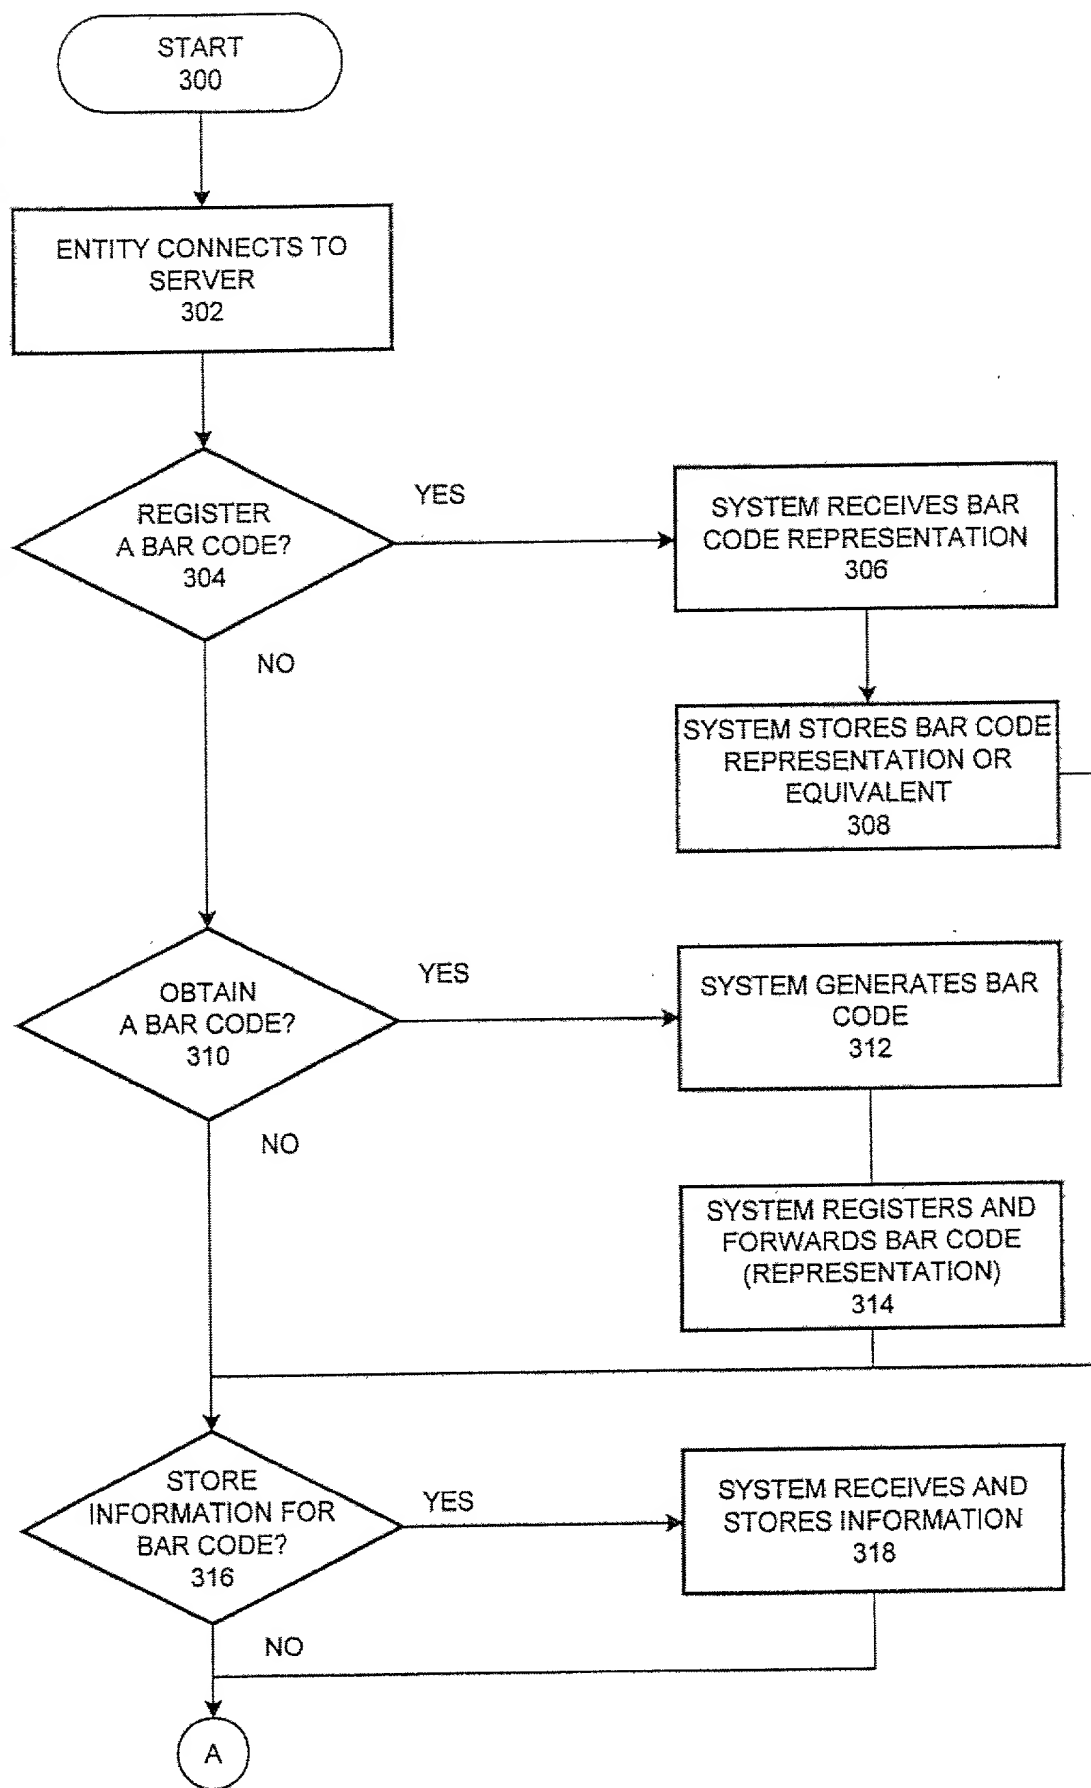 START
300
ENTITY CONNECTS TO
SERVER
302
REGISTER
A BAR CODE?
304
YES
NO
SYSTEM RECEIVES BAR
CODE REPRESENTATION
306
SYSTEM STORES BAR CODE
REPRESENTATION OR
EQUIVALENT
308
OBTAIN
A BAR CODE?
310
YES
NO
SYSTEM GENERATES BAR
CODE
312
SYSTEM REGISTERS AND
FORWARDS BAR CODE
(REPRESENTATION)
314
STORE
INFORMATION FOR
BAR CODE?
316
YES
NO
SYSTEM RECEIVES AND
STORES INFORMATION
318
A